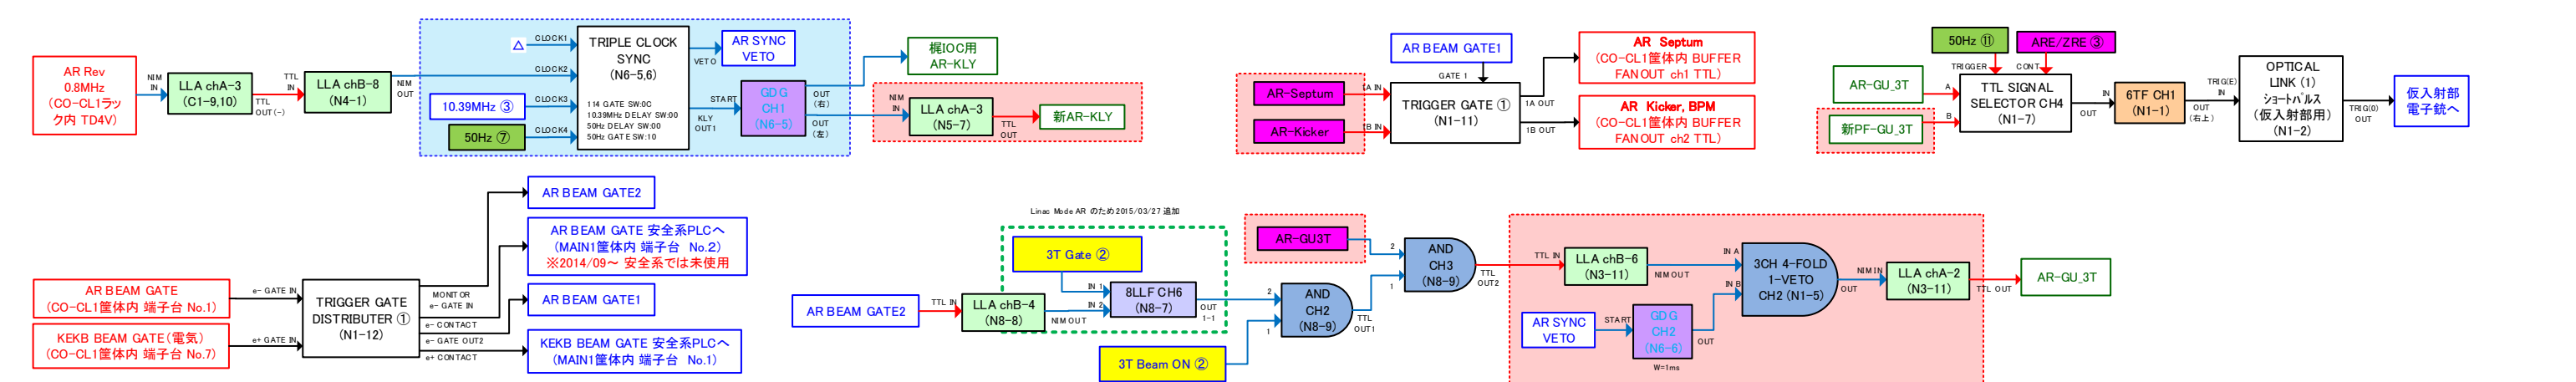 AR Rev
0.8MHz
(CO-CL1ラッ
ク内 TD4V)
NIM
IN
LLA chA-3
(C1-9,10)
TTL
OUT(-)
TTL
IN
LLA chB-8
(N4-1)
NIM
OUT
△
CLOCK1
CLOCK2
10.39MHz ③
CLOCK3
50Hz ⑦
CLOCK4
TRIPLE CLOCK
SYNC
(N6-5,6)
114 GATE SW:0C
10.39MHz DELAY SW:00
50Hz DELAY SW:00
50Hz GATE SW:10
VETO
AR SYNC
VETO
KLY
OUT1
START
GDG
CH1
(N6-5)
OUT
(右)
OUT
(左)
梶IOC用
AR-KLY
NIM
IN
LLA chA-3
(N5-7)
TTL
OUT
新AR-KLY
AR BEAM GATE1
GATE 1
AR-Septum
1A IN
AR-Kicker
1B IN
TRIGGER GATE ①
(N1-11)
1A OUT
1B OUT
AR Septum
(CO-CL1筐体内 BUFFER
FANOUT ch1 TTL)
AR Kicker, BPM
(CO-CL1筐体内 BUFFER
FANOUT ch2 TTL)
50Hz ⑪
ARE/ZRE ③
TRIGGER
CONT
AR-GU_3T
A
新PF-GU_3T
B
TTL SIGNAL
SELECTOR CH4
(N1-7)
OUT
IN
6TF CH1
(N1-1)
OUT
(右上)
TRIG(E)
IN
OPTICAL
LINK (1)
ショートパルス
(仮入射部用)
(N1-2)
TRIG(O)
OUT
仮入射部
電子銃へ
AR BEAM GATE
(CO-CL1筐体内 端子台 No.1)
e- GATE IN
KEKB BEAM GATE(電気)
(CO-CL1筐体内 端子台 No.7)
e+ GATE IN
TRIGGER GATE
DISTRIBUTER ①
(N1-12)
MONITOR
e- GATE IN
e- CONTACT
e- GATE OUT2
e+ CONTACT
AR BEAM GATE2
AR BEAM GATE 安全系PLCへ
(MAIN1筐体内 端子台 No.2)
※2014/09～ 安全系では未使用
AR BEAM GATE1
KEKB BEAM GATE 安全系PLCへ
(MAIN1筐体内 端子台 No.1)
Linac Mode AR のため2015/03/27 追加
3T Gate ②
AR BEAM GATE2
TTL IN
LLA chB-4
(N8-8)
NIM OUT
IN 1
IN 2
8LLF CH6
(N8-7)
OUT
1-1
3T Beam ON ②
2
1
AND
CH2
(N8-9)
TTL
OUT1
AR-GU3T
2
1
AND
CH3
(N8-9)
TTL
OUT2
TTL IN
LLA chB-6
(N3-11)
NIM OUT
AR SYNC
VETO
START
GDG
CH2
(N6-6)
W=1ms
OUT
IN A
IN B
3CH 4-FOLD
1-VETO
CH2 (N1-5)
OUT
NIM IN
LLA chA-2
(N3-11)
TTL OUT
AR-GU_3T